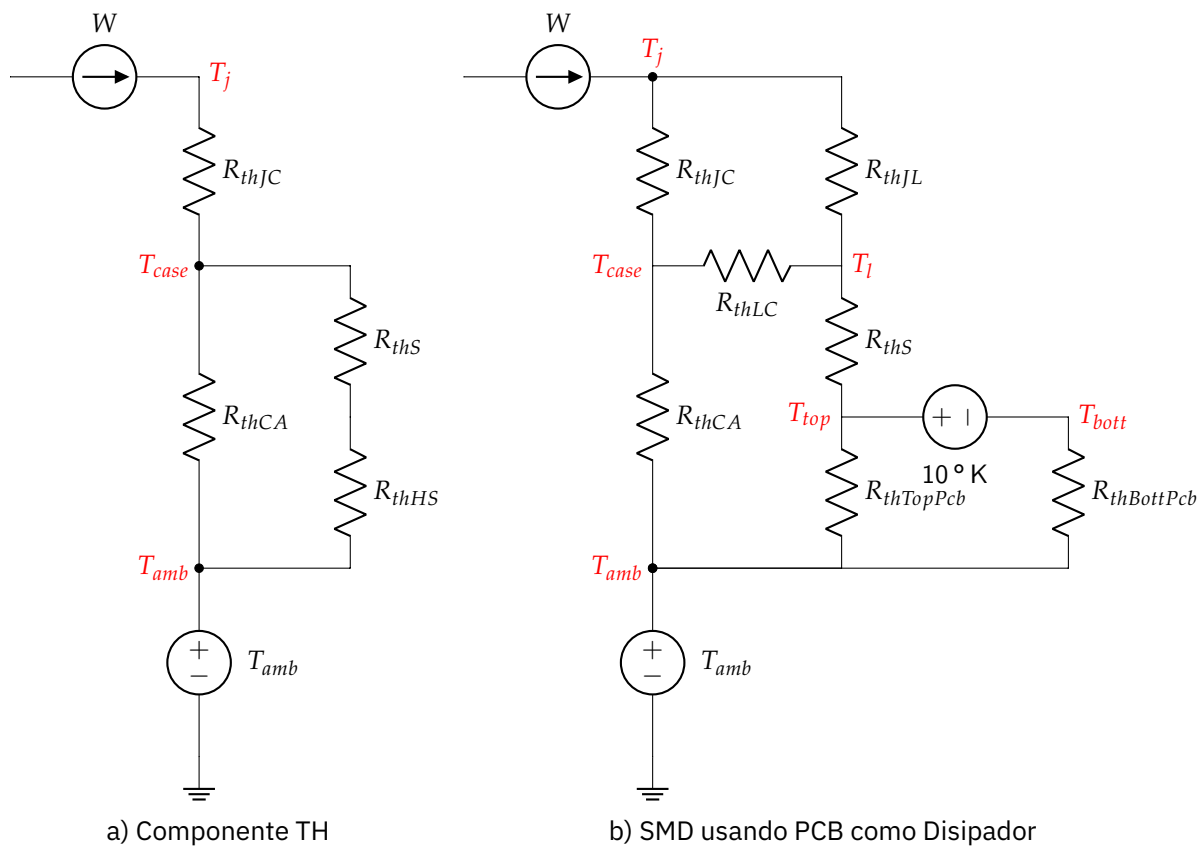 W
T_j
R_thJC
T_case
R_thS
R_thCA
R_thHS
T_amb
+
−
T_amb
a) Componente TH
W
T_j
R_thJC
R_thJL
T_case
T_l
R_thLC
R_thS
T_top
+ −
T_bott
R_thCA
10 ° K
R_thTopPcb
R_thBottPcb
T_amb
+
−
T_amb
b) SMD usando PCB como Disipador